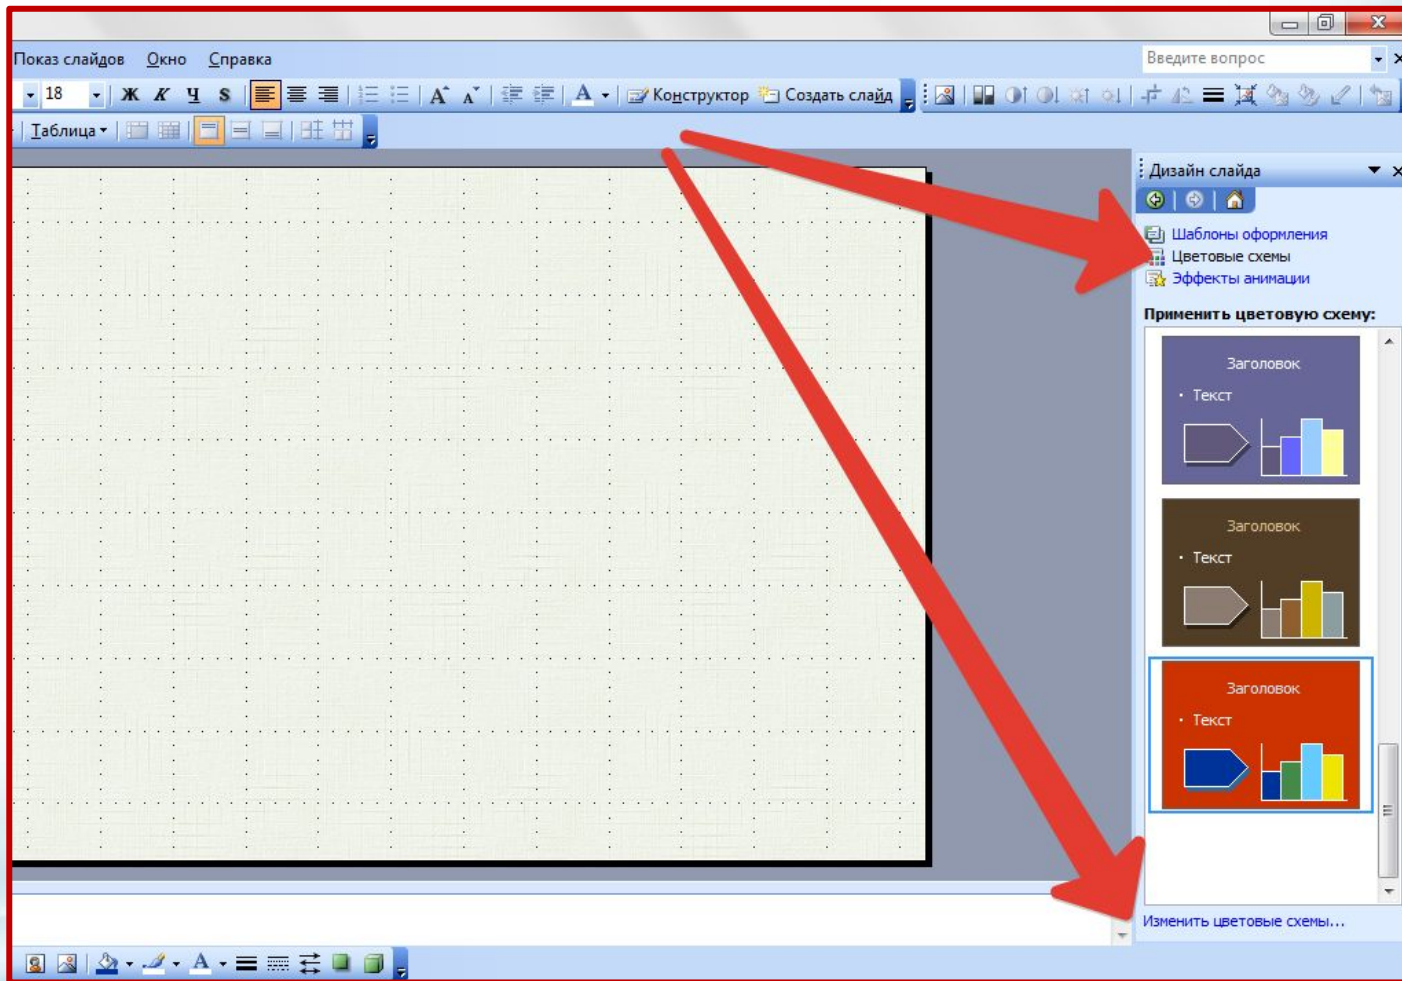 Показ слайдов Окно Справка
Введите вопрос
18 Ж К Ч S А А А Конструктор Создать слайд
Таблица
Дизайн слайда
Шаблоны оформления
Цветовые схемы
Эффекты анимации
Применить цветовую схему:
Заголовок
• Текст
Заголовок
• Текст
Заголовок
• Текст
Изменить цветовые схемы...
А